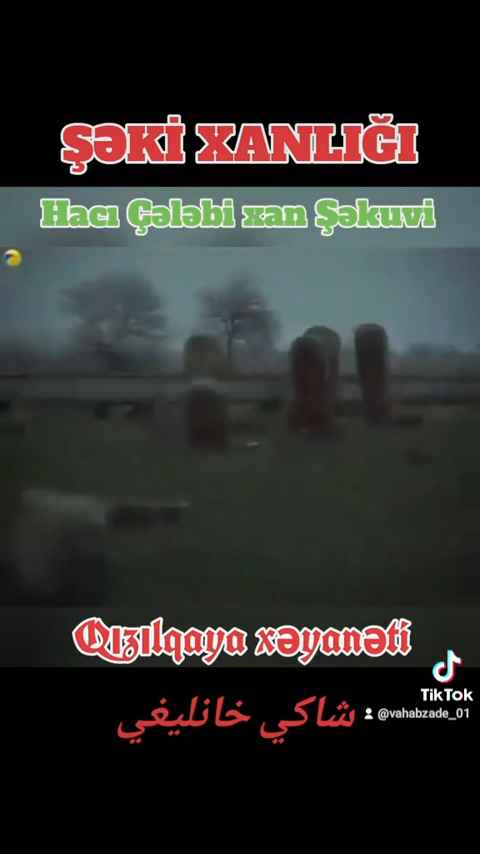 ŞƏKİ XANLIĞI
Hacı Çələbi xan Şəkuvi
Qızılqaya xəyanəti
TikTok
شاكي خانليغي
@vahabzade_01